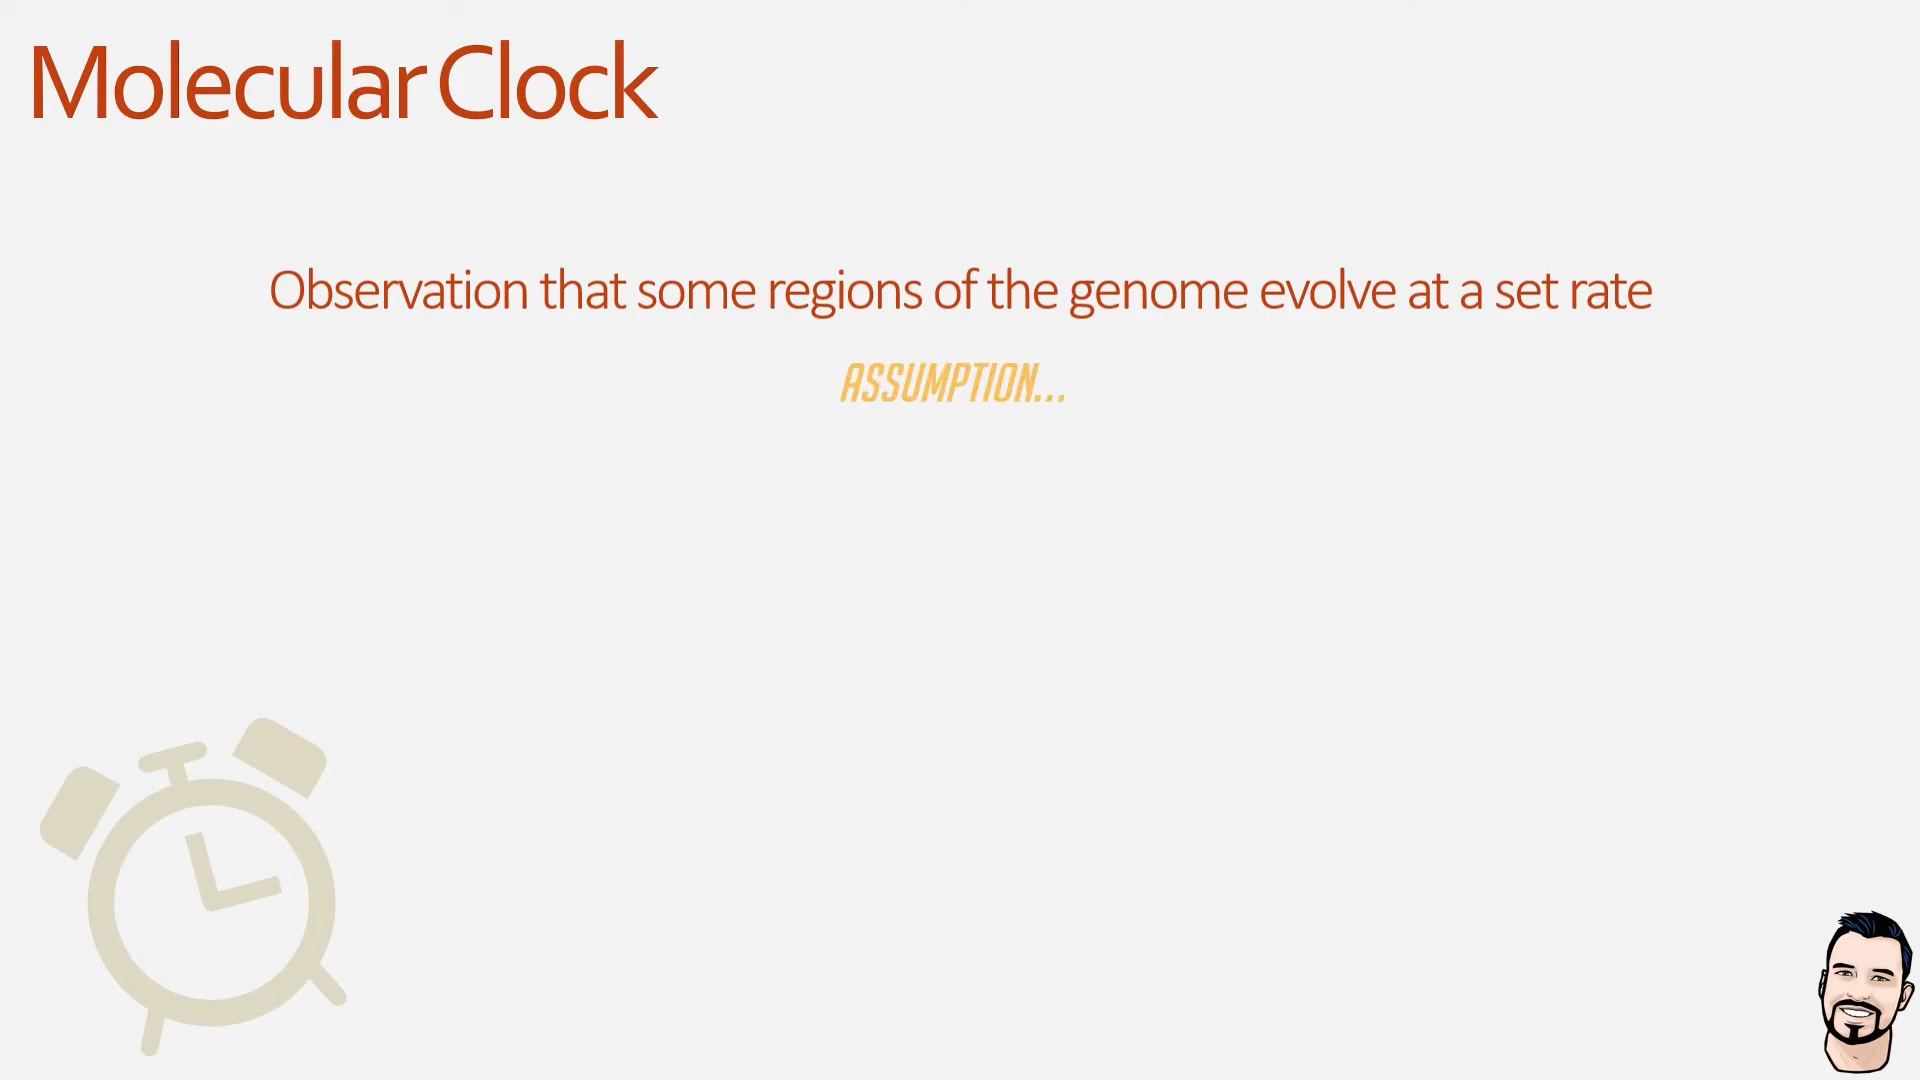 Molecular Clock
Observation that some regions of the genome evolve at a set rate
ASSUMPTION...